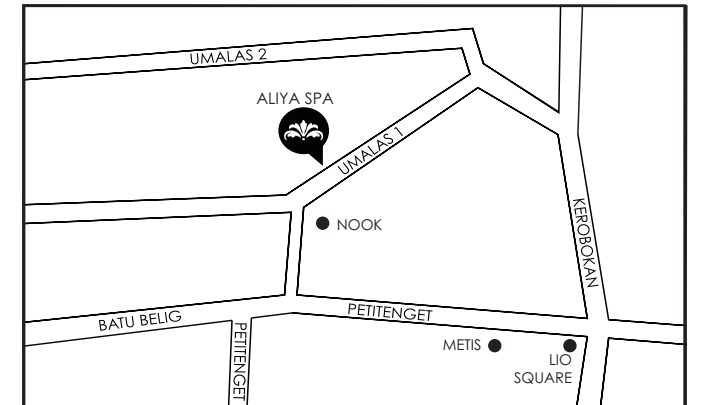 UMALAS 2
ALIYA SPA
UMALAS 1
NOOK
KEROBOKAN
BATU BELIG
PETITENGET
PETITENGET
METIS
LIO
SQUARE